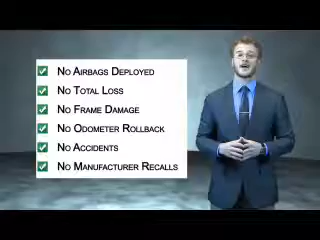 No Airbags Deployed
No Total Loss
No Frame Damage
No Odometer Rollback
No Accidents
No Manufacturer Recalls